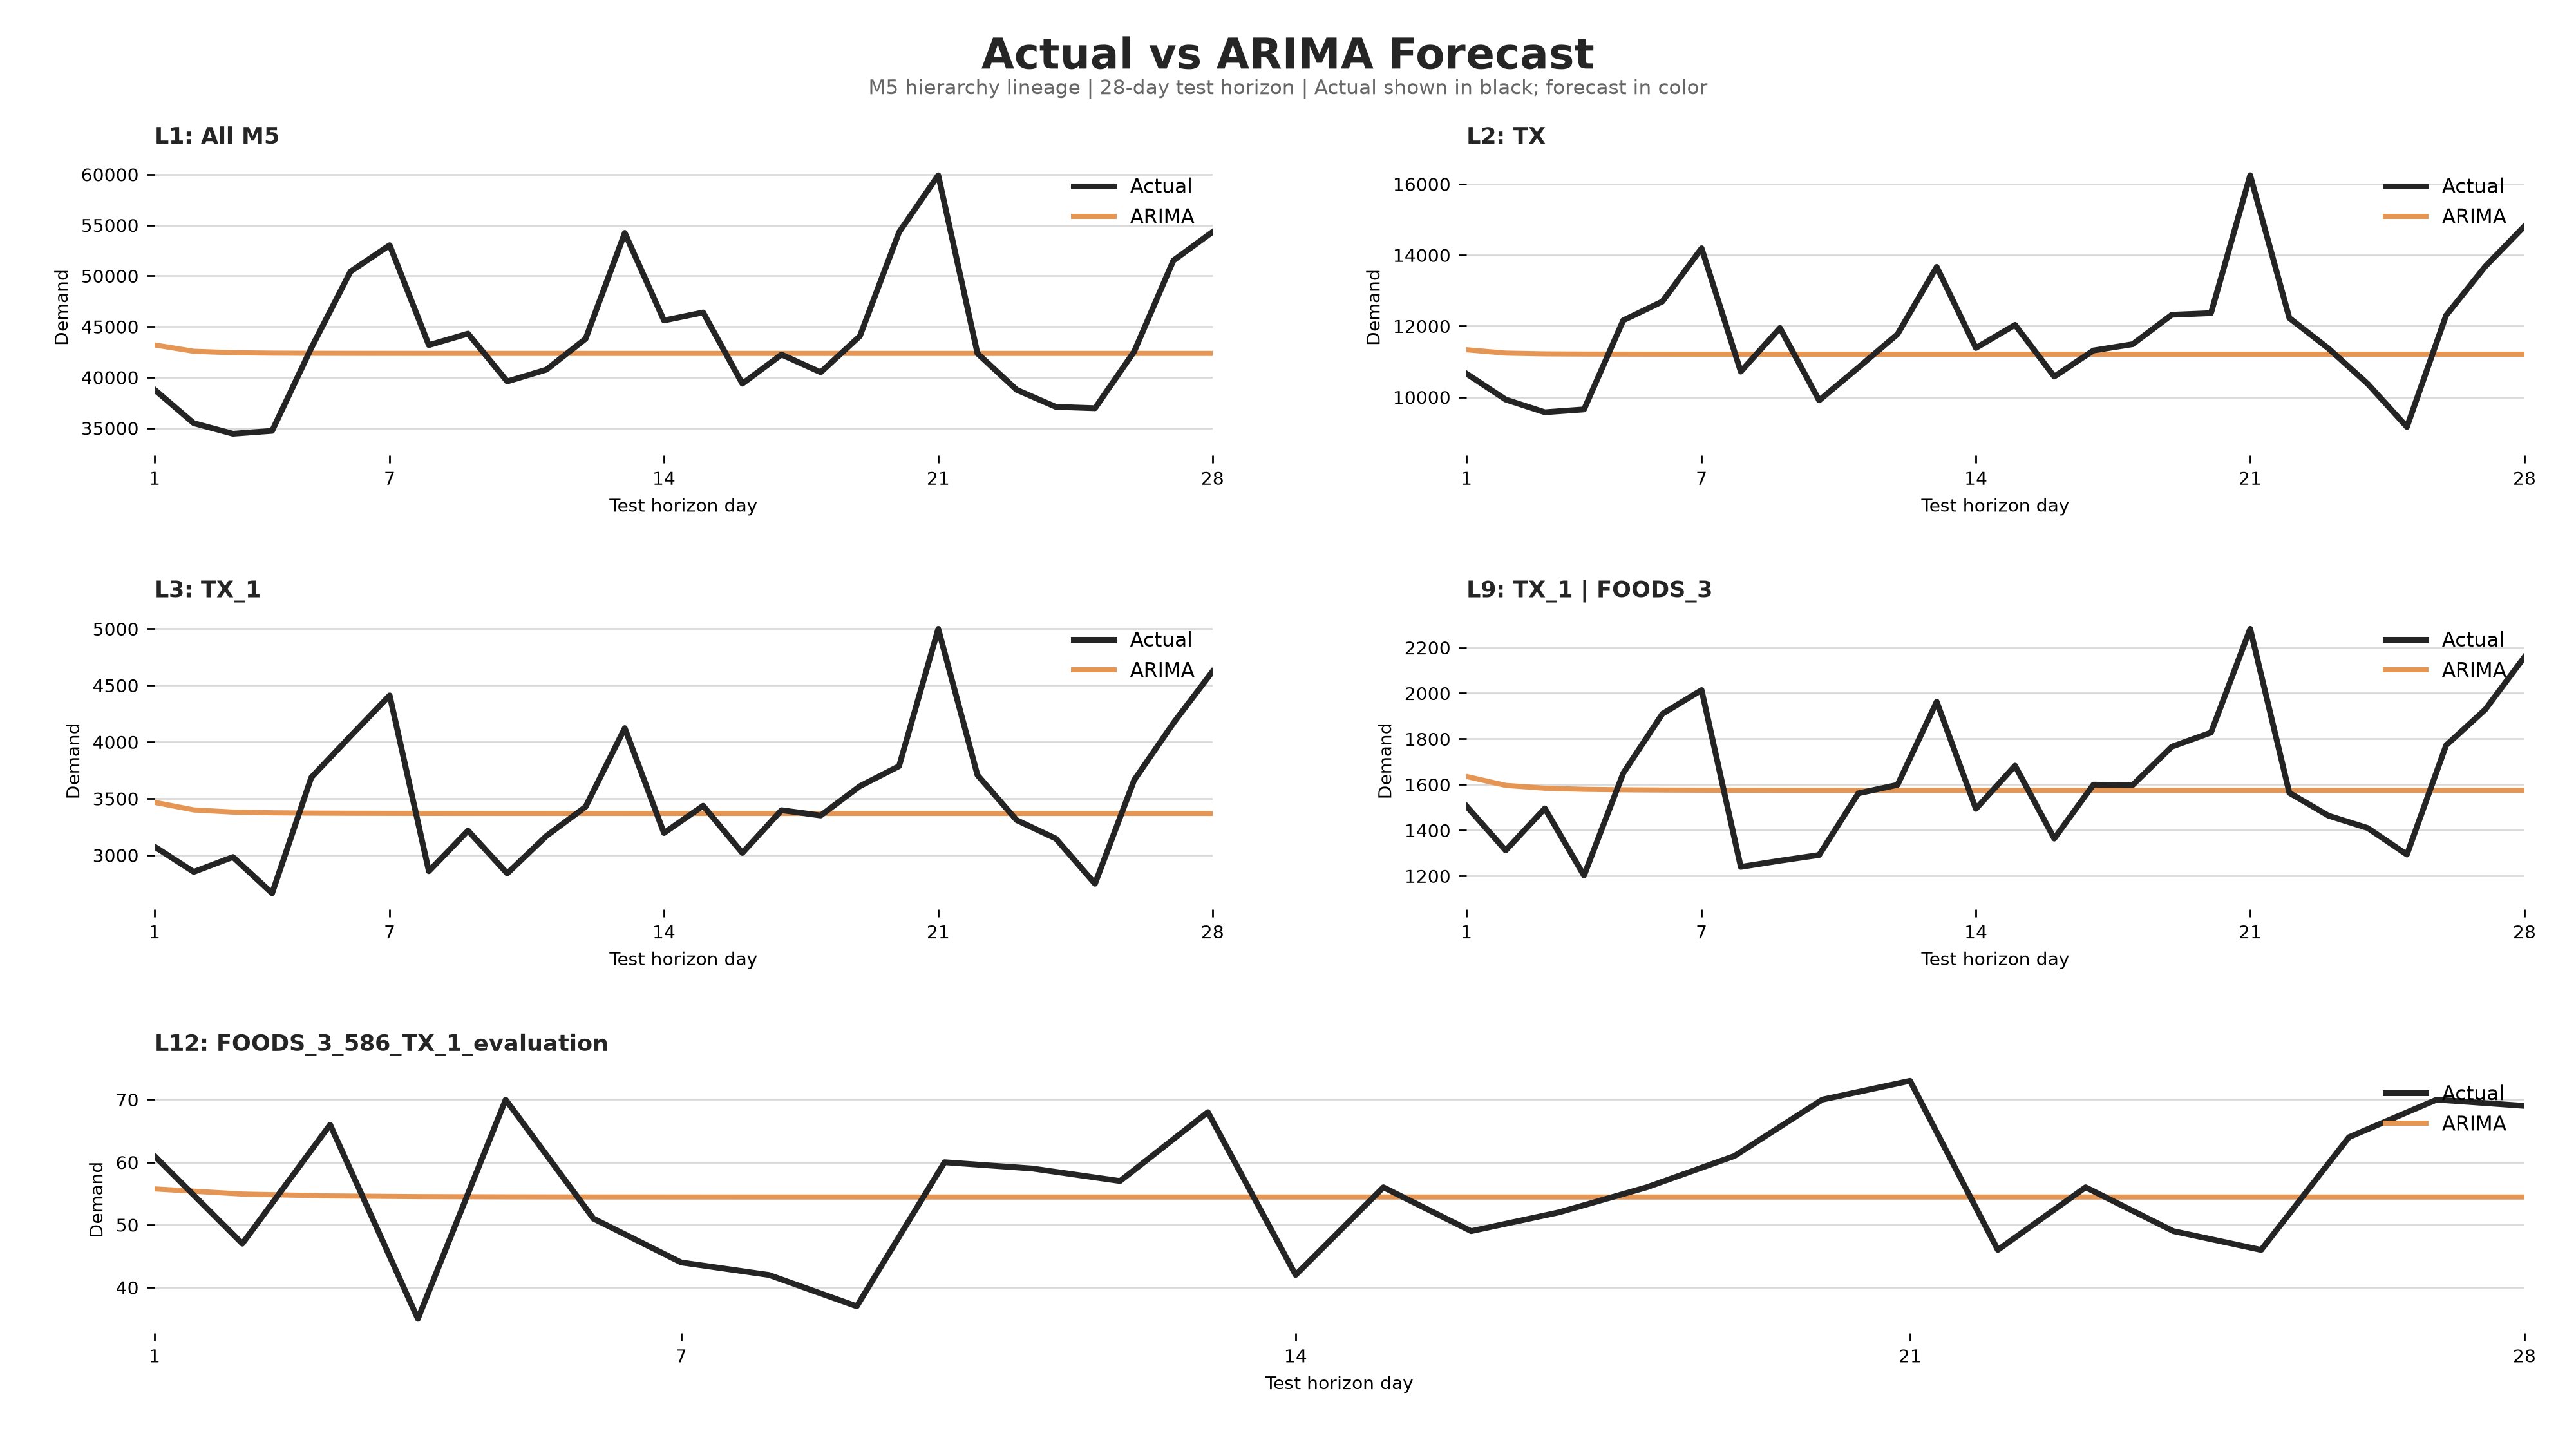 Actual vs ARIMA Forecast
M5 hierarchy lineage | 28-day test horizon | Actual shown in black; forecast in color
L1: All M5
60000
55000
50000
45000
40000
35000
Demand
Actual
ARIMA
1 7 14 21 28
Test horizon day
L2: TX
16000
14000
12000
10000
Demand
Actual
ARIMA
1 7 14 21 28
Test horizon day
L3: TX_1
5000
4500
4000
3500
3000
Demand
Actual
ARIMA
1 7 14 21 28
Test horizon day
L9: TX_1 | FOODS_3
2200
2000
1800
1600
1400
1200
Demand
Actual
ARIMA
1 7 14 21 28
Test horizon day
L12: FOODS_3_586_TX_1_evaluation
70
60
50
40
Demand
Actual
ARIMA
1 7 14 21 28
Test horizon day